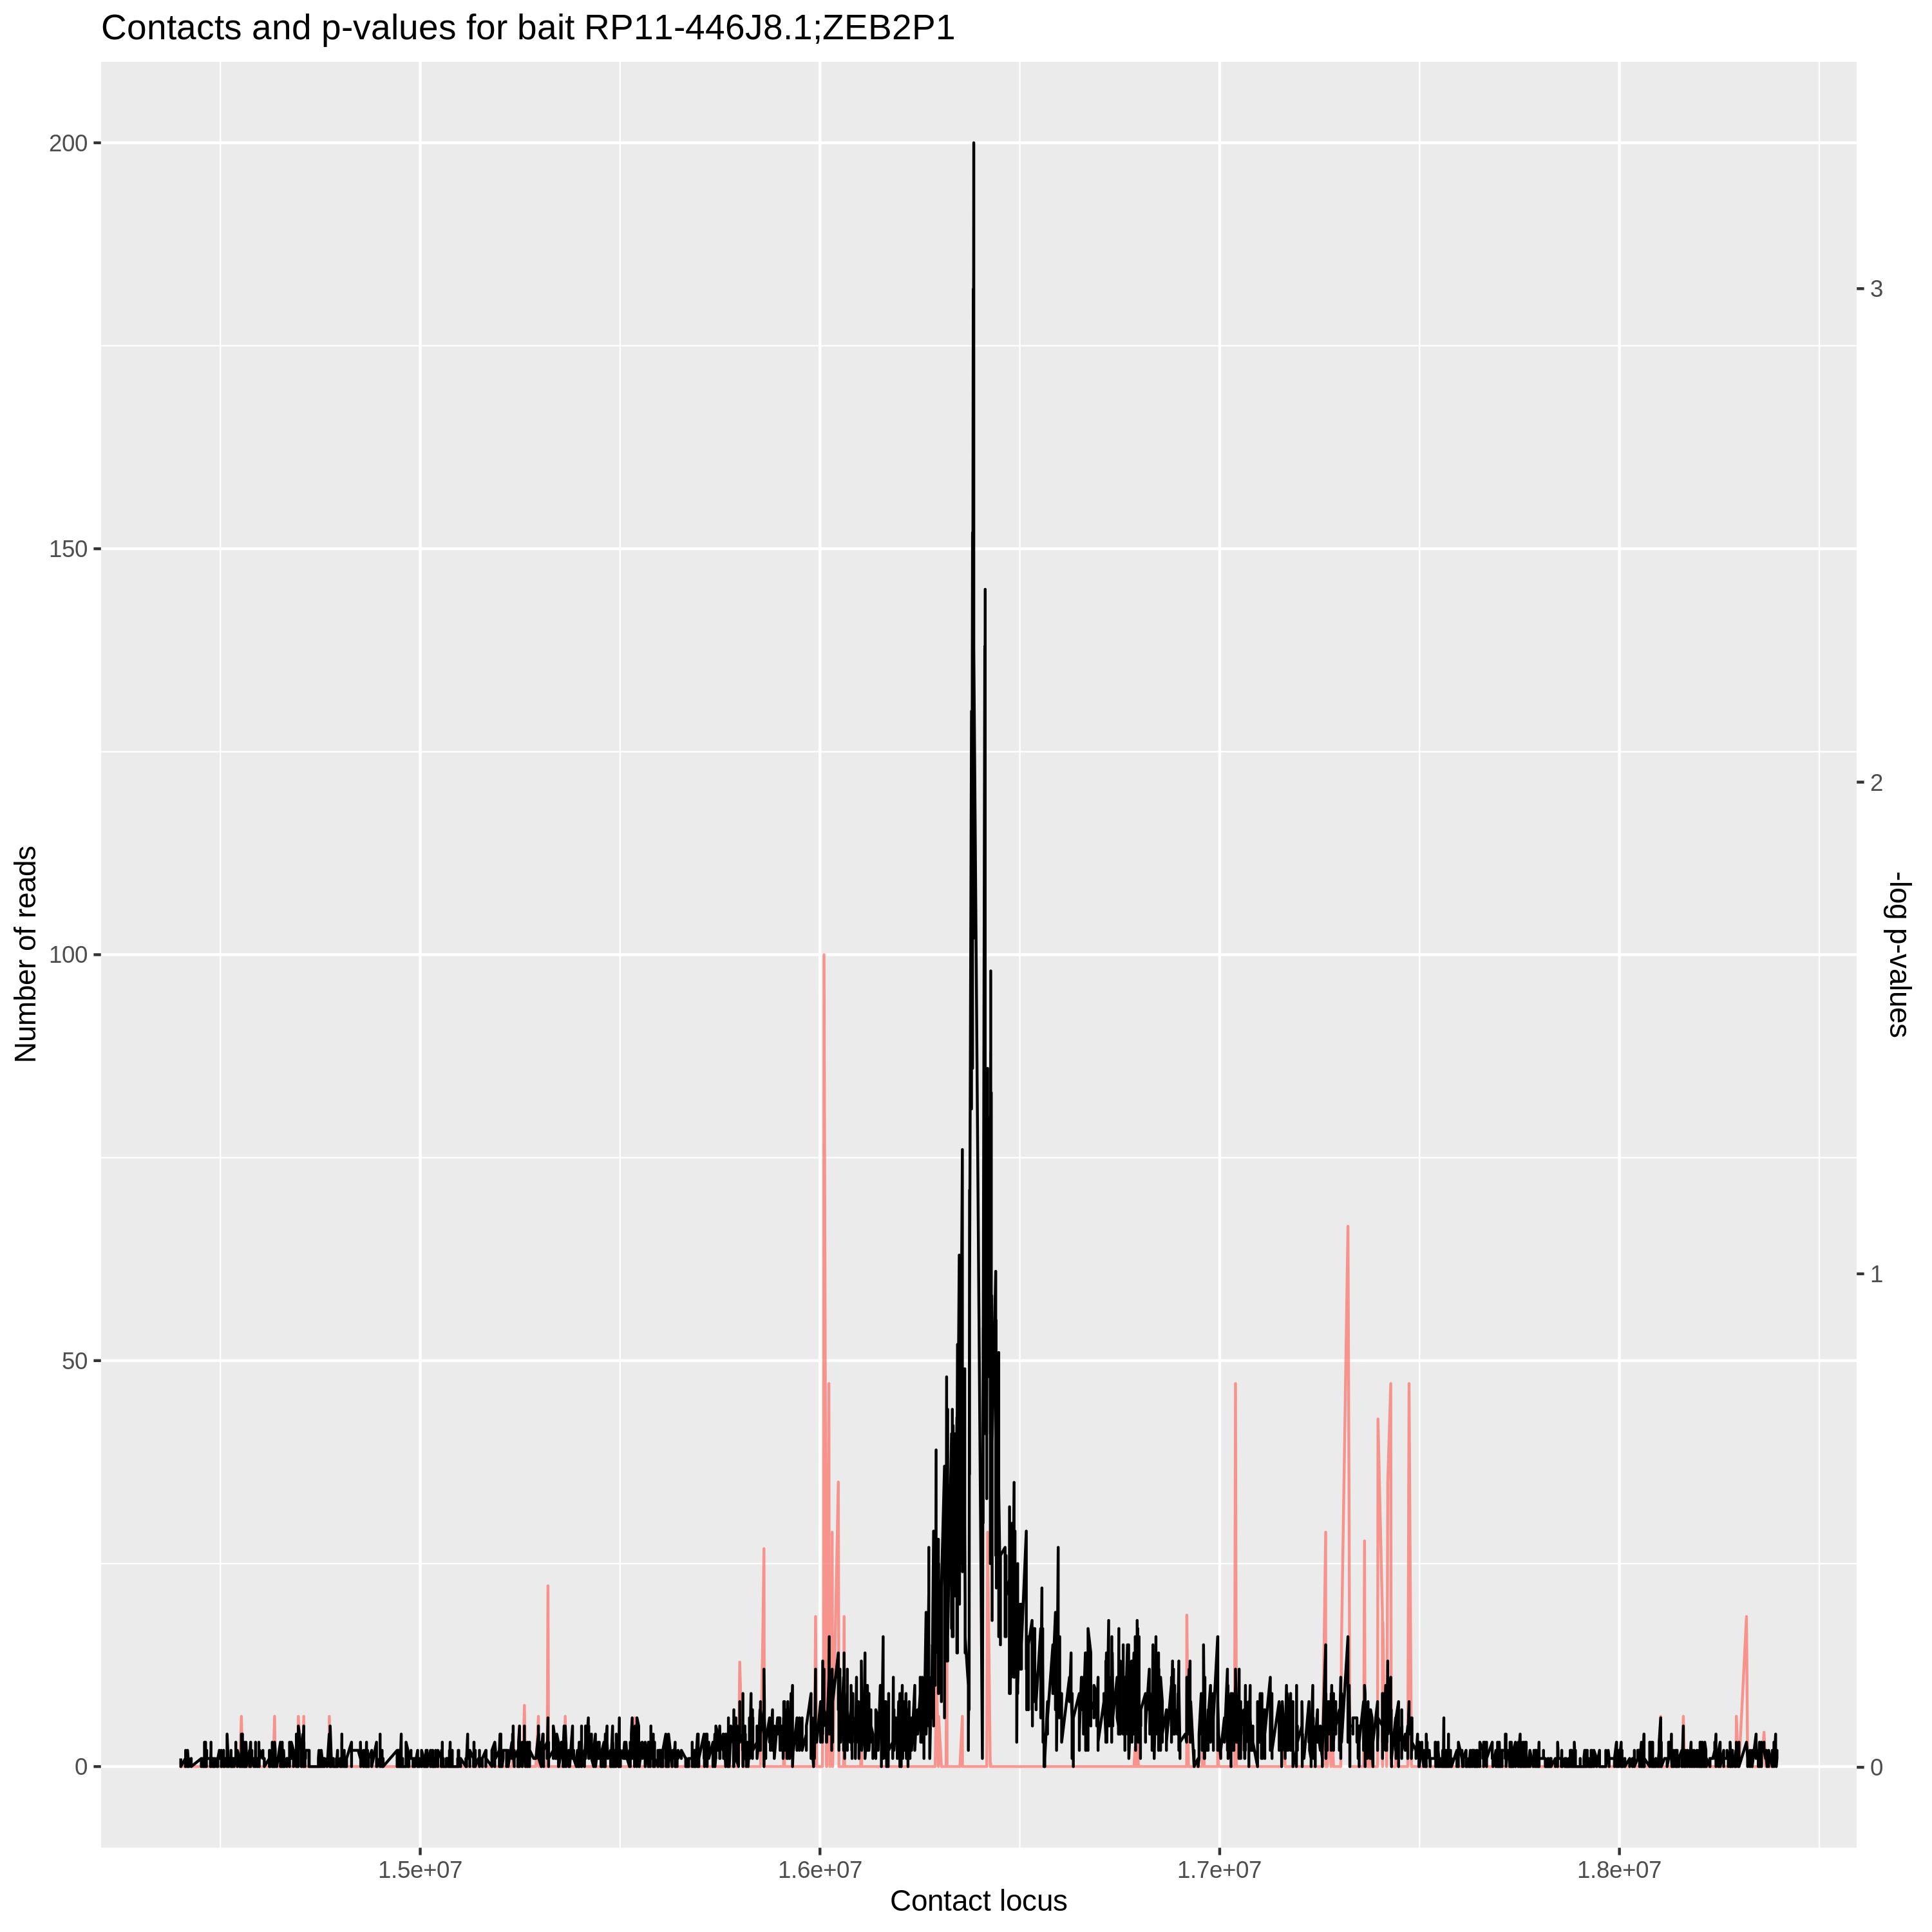 Contacts and p-values for bait RP11-446J8.1;ZEB2P1
200
150
100
50
0
Number of reads
3
2
1
0
-log p-values
1.5e+07 1.6e+07 1.7e+07 1.8e+07
Contact locus